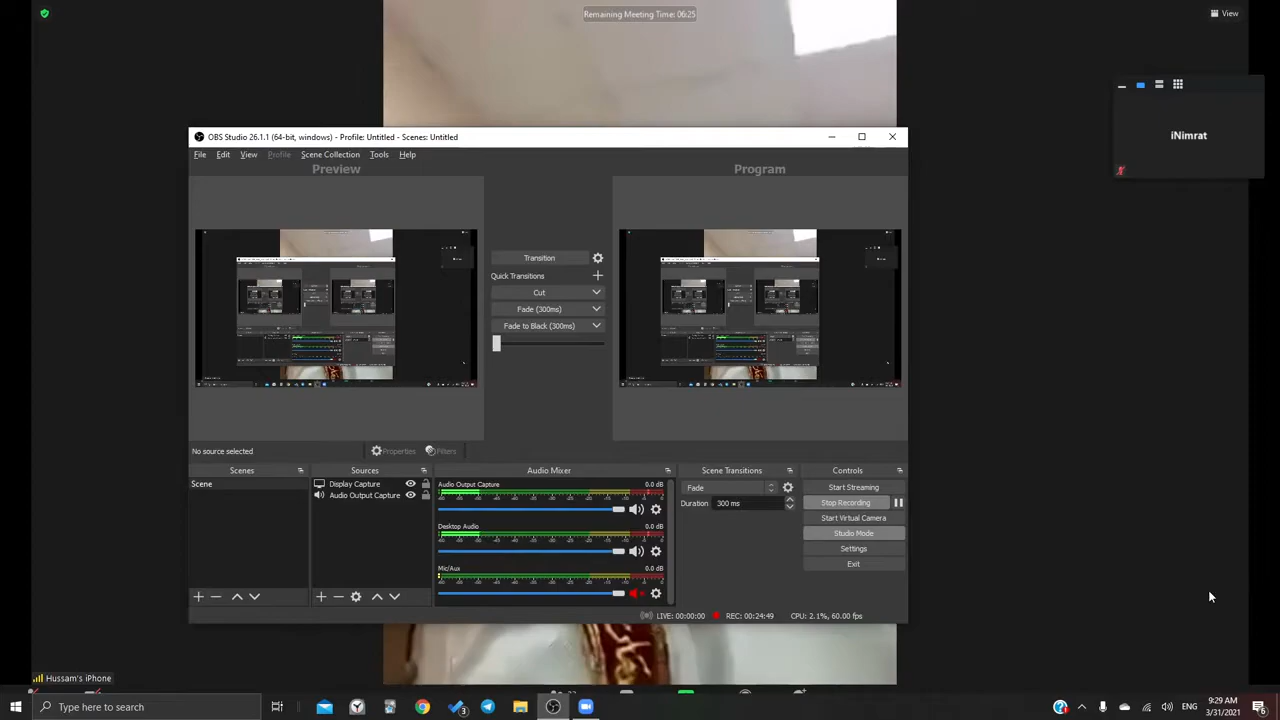 Remaining Meeting Time: 06:25
View
iNimrat
OBS Studio 26.1.1 (64-bit, windows) - Profile: Untitled - Scenes: Untitled
File Edit View Profile Scene Collection Tools Help
Preview
Program
Transition
Quick Transitions
Cut
Fade (300ms)
Fade to Black (300ms)
No source selected
Properties
Filters
Scenes
Scene
Sources
Display Capture
Audio Output Capture
Audio Mixer
Audio Output Capture 0.0 dB
Desktop Audio 0.0 dB
Mic/Aux 0.0 dB
Scene Transitions
Fade
Duration 300 ms
Controls
Start Streaming
Stop Recording
Start Virtual Camera
Studio Mode
Settings
Exit
LIVE: 00:00:00 REC: 00:24:49 CPU: 2.1%, 60.00 fps
Hussam's iPhone
Type here to search
3
ENG
9:29 AM
3/31/2021